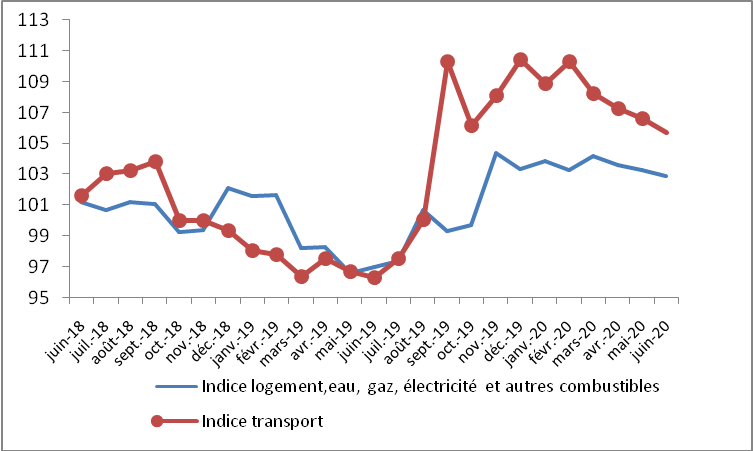 113
111
109
107
105
103
101
99
97
95
juin-18
juil.-18
août-18
sept.-18
oct.-18
nov.-18
déc.-18
janv.-19
févr.-19
mars-19
avr.-19
mai-19
juin-19
juil.-19
août-19
sept.-19
oct.-19
nov.-19
déc.-19
janv.-20
févr.-20
mars-20
avr.-20
mai-20
juin-20
Indice logement,eau, gaz, électricité et autres combustibles
Indice transport